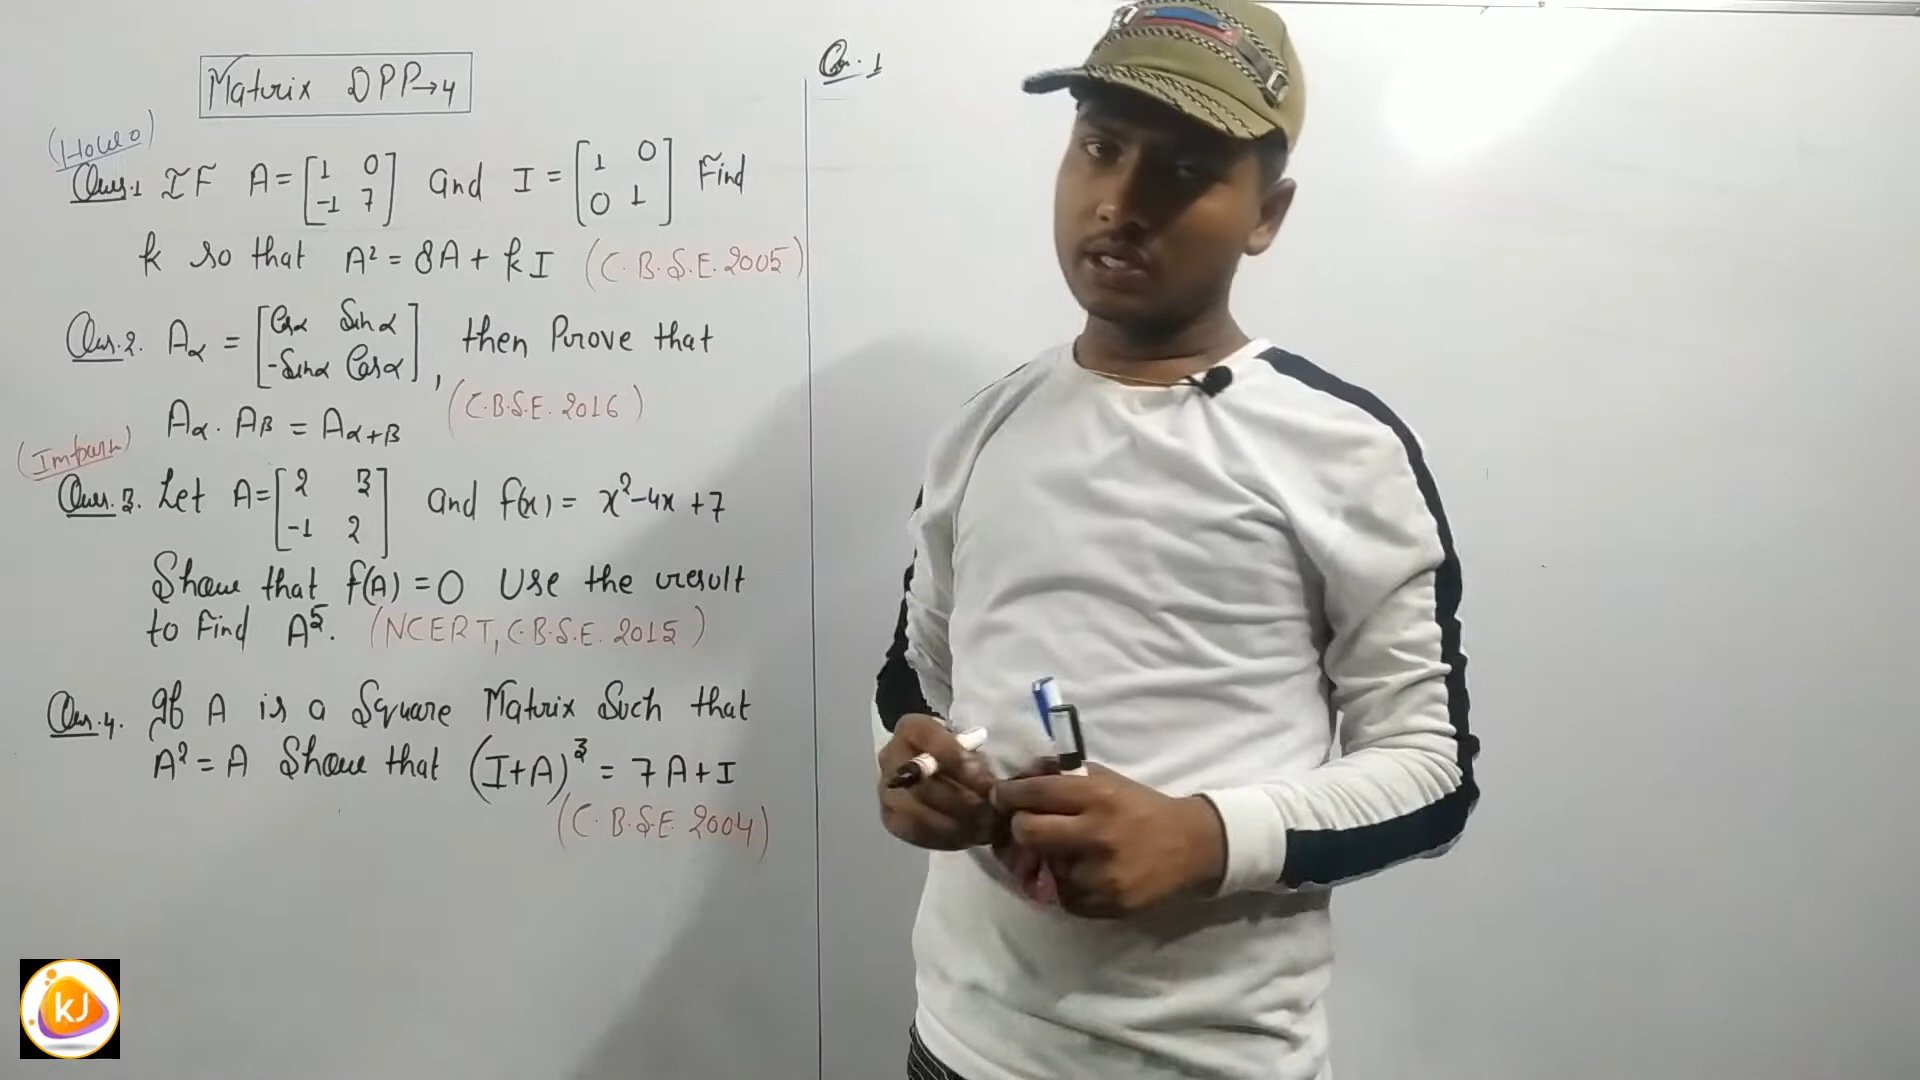 Matrix DPP→4
Ques.1 IF A = [1 0 -1 7] and I = [1 0 0 1] Find
k so that A² = 8A + kI (C.B.S.E. 2005)
Ques.2. Aα = [Cosα Sinα -Sinα Cosα], then Prove that
Aα . Aβ = Aα+β (C.B.S.E. 2016)
Ques.3. Let A = [2 3 -1 2] and f(x) = x²-4x+7
Show that f(A) = 0 Use the result
to Find A⁵. (NCERT, C.B.S.E. 2015)
Ques.4. If A is a Square Matrix Such that
A² = A Show that (I+A)³ = 7A+I
(C.B.S.E. 2004)
Qn.1
KJ